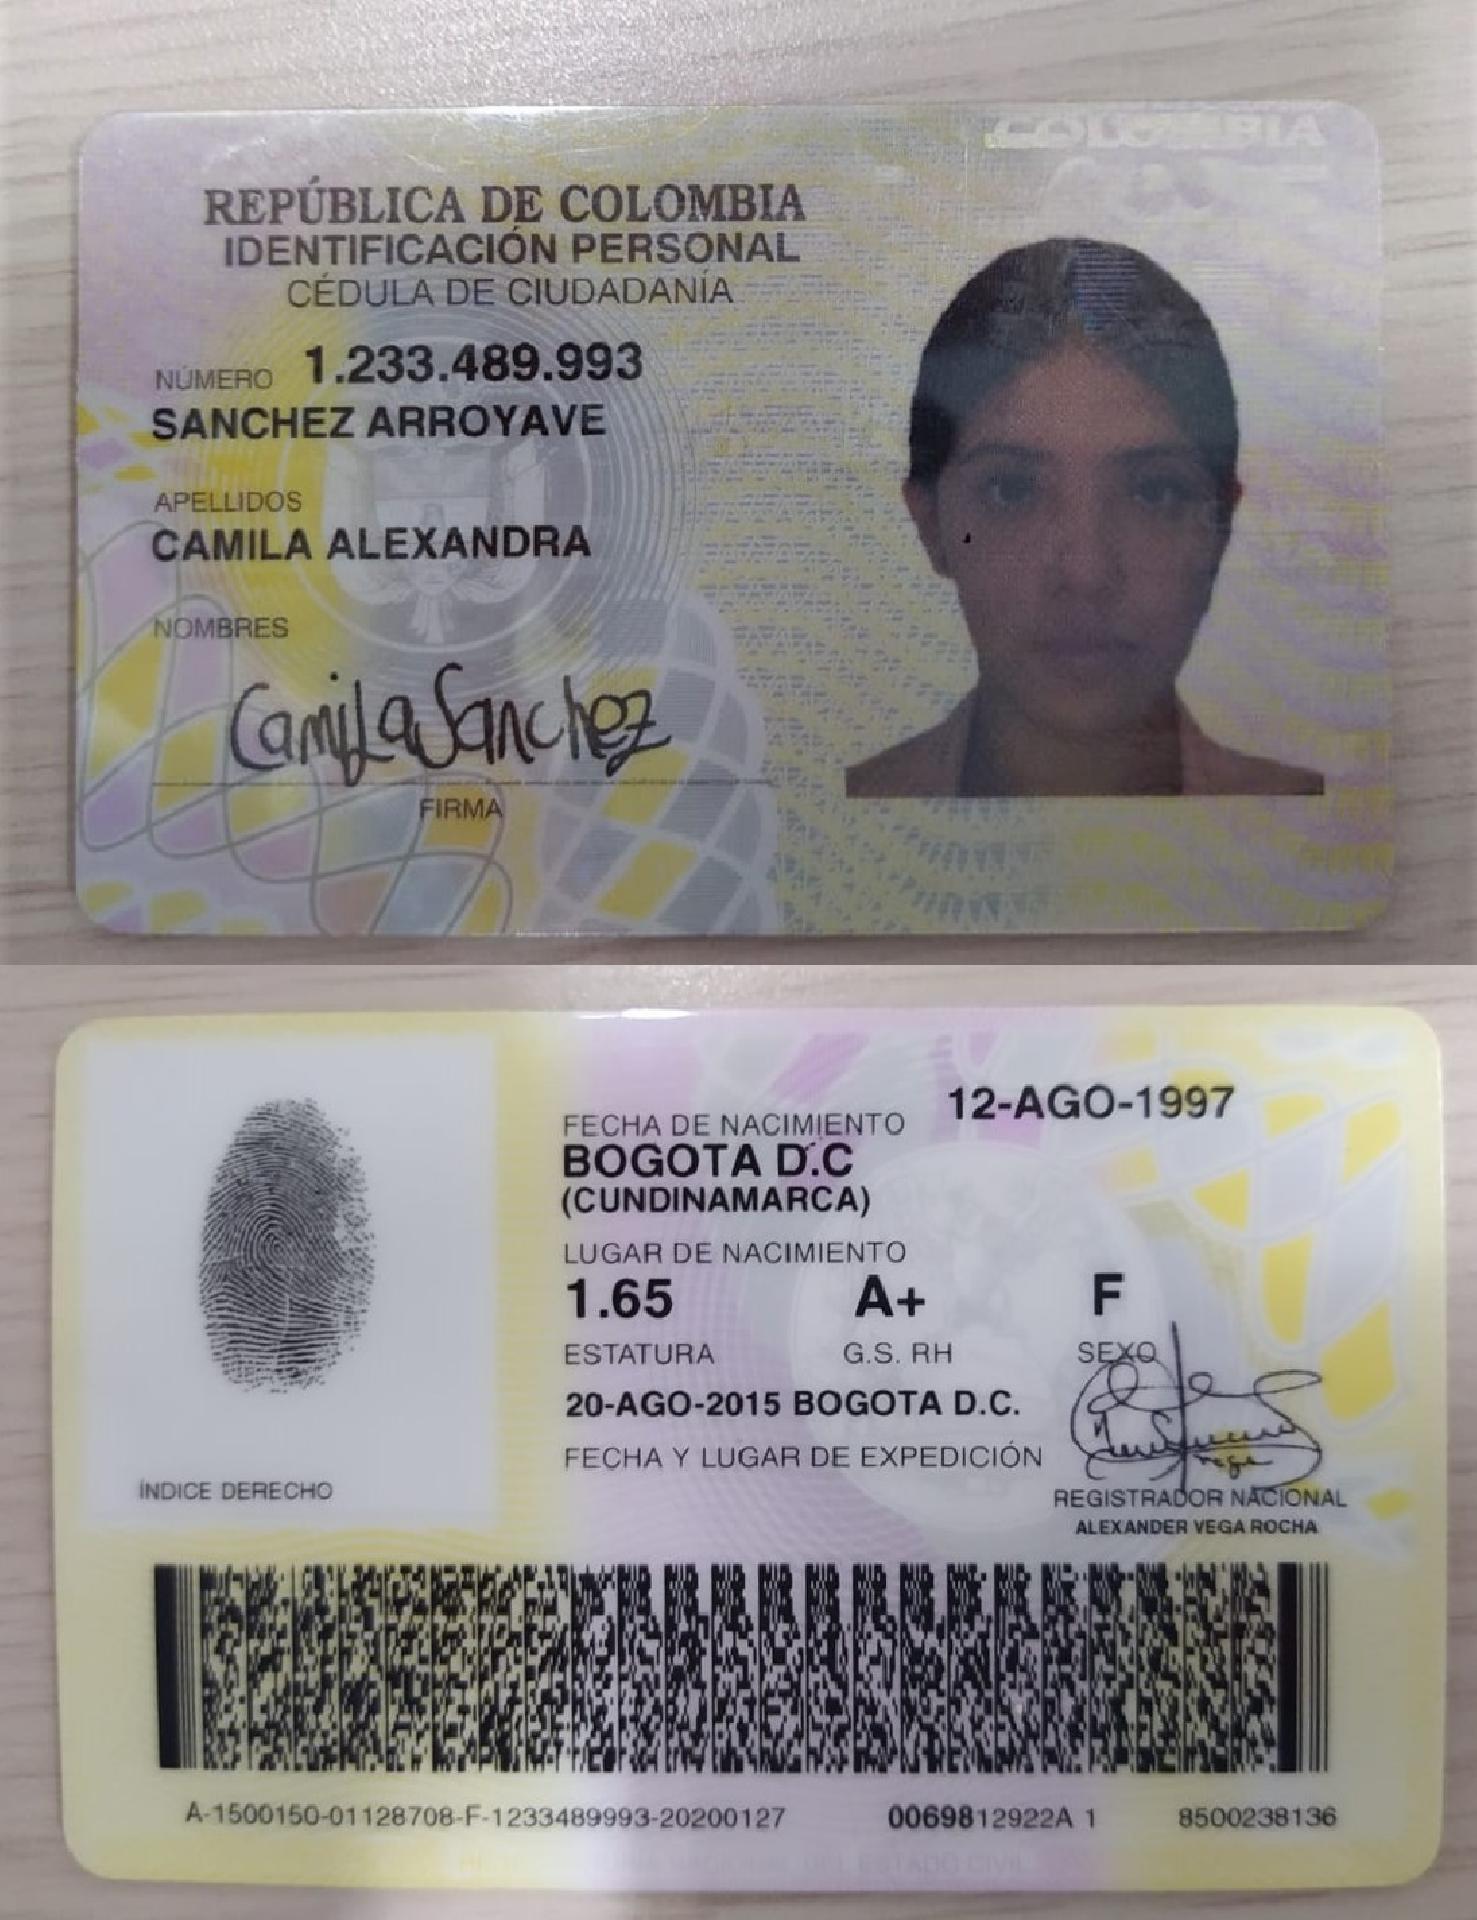 COLOMBIA
REPÚBLICA DE COLOMBIA
IDENTIFICACIÓN PERSONAL
CÉDULA DE CIUDADANÍA
NÚMERO 1.233.489.993
SANCHEZ ARROYAVE
APELLIDOS
CAMILA ALEXANDRA
NOMBRES
Camila Sanchez
FIRMA
FECHA DE NACIMIENTO 12-AGO-1997
BOGOTA D.C
(CUNDINAMARCA)
LUGAR DE NACIMIENTO
1.65 A+ F
ESTATURA G.S. RH SEXO
20-AGO-2015 BOGOTA D.C.
FECHA Y LUGAR DE EXPEDICIÓN
ÍNDICE DERECHO
REGISTRADOR NACIONAL
ALEXANDER VEGA ROCHA
A-1500150-01128708-F-1233489993-20200127 0069812922A 1 8500238136